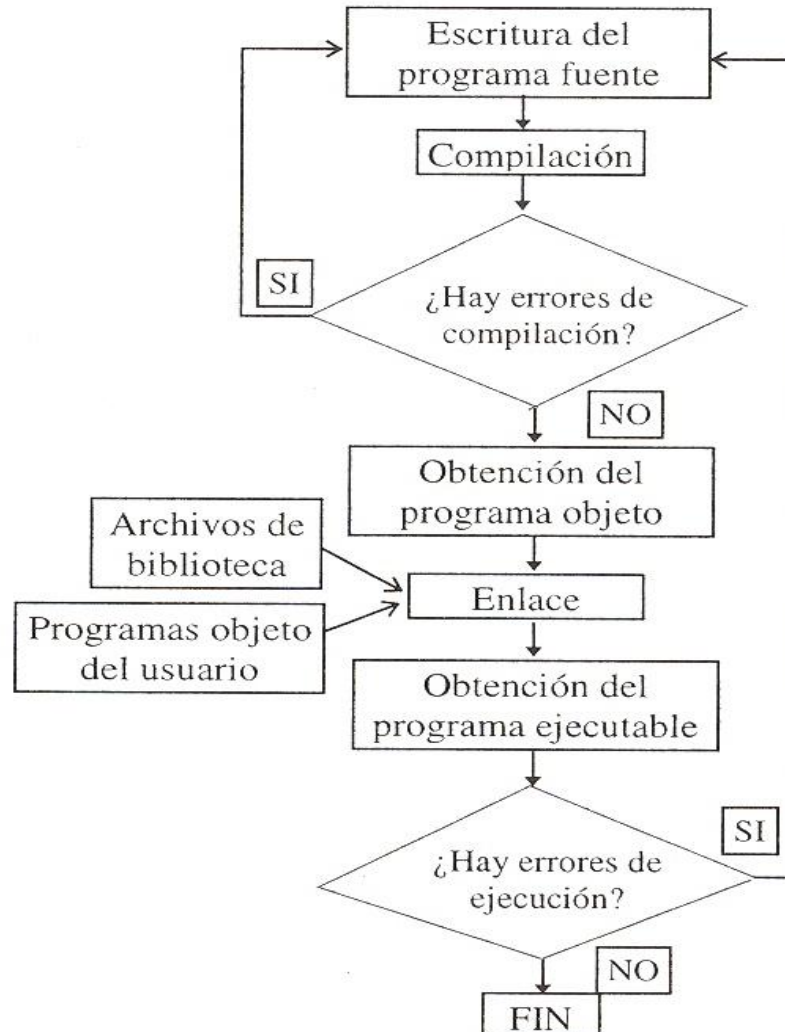 Escritura del
programa fuente
Compilación
SI
¿Hay errores de
compilación?
NO
Obtención del
programa objeto
Archivos de
biblioteca
Enlace
Programas objeto
del usuario
Obtención del
programa ejecutable
SI
¿Hay errores de
ejecución?
NO
FIN